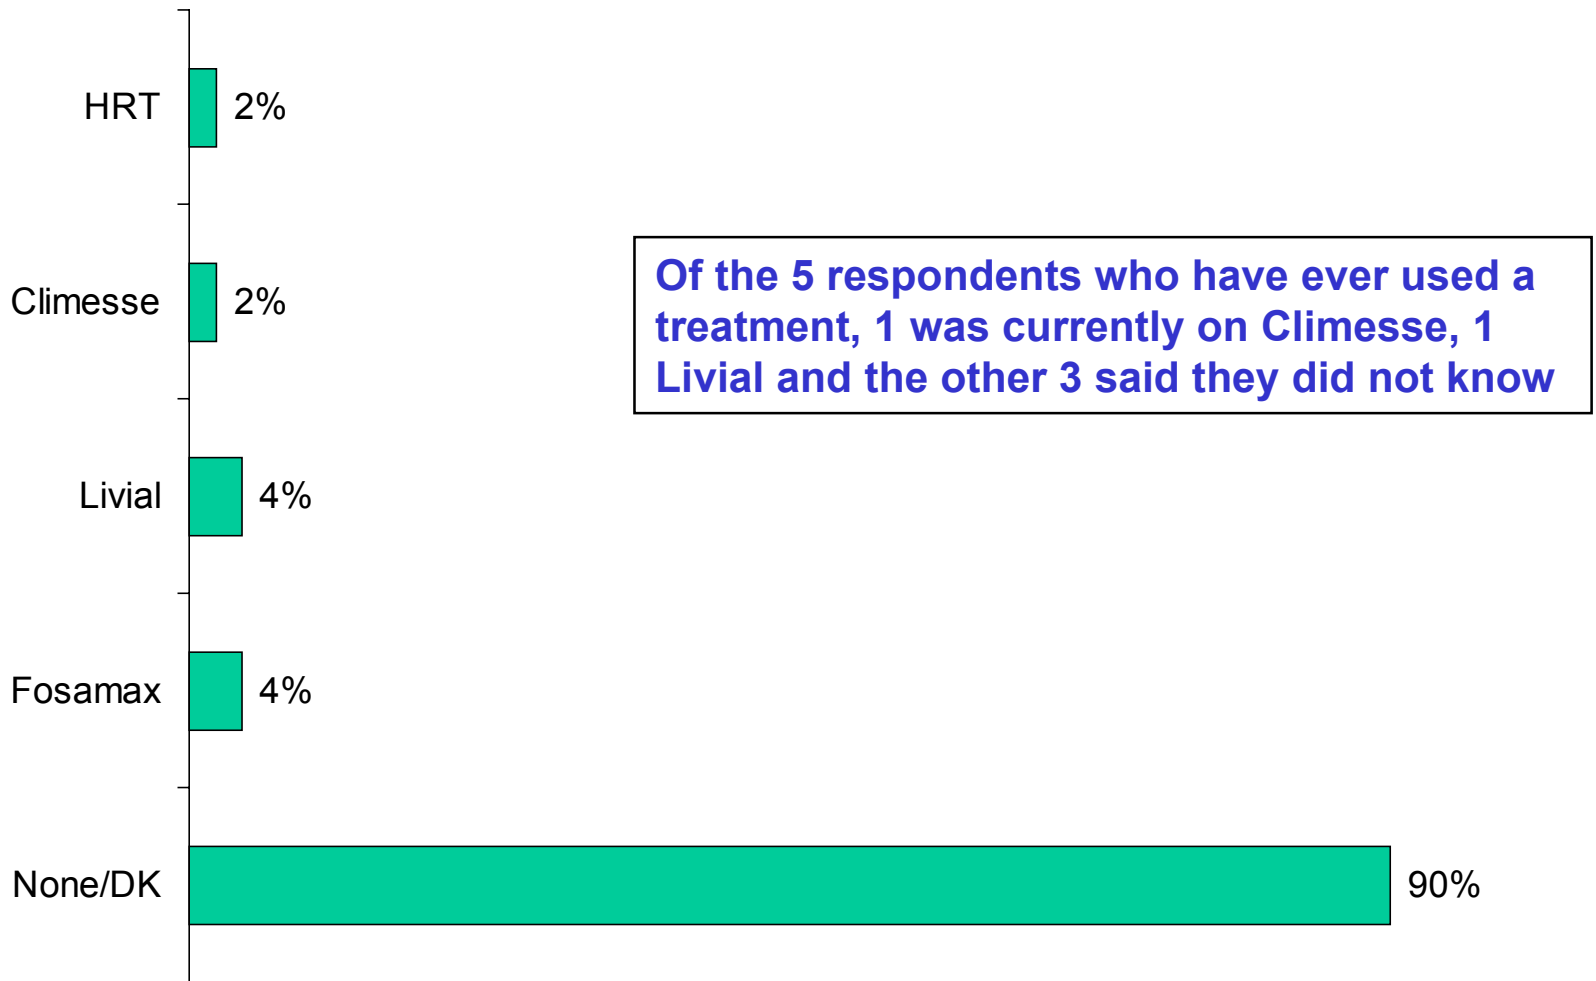 HRT 2%
Climesse 2%
Of the 5 respondents who have ever used a
treatment, 1 was currently on Climesse, 1
Livial and the other 3 said they did not know
Livial 4%
Fosamax 4%
None/DK 90%